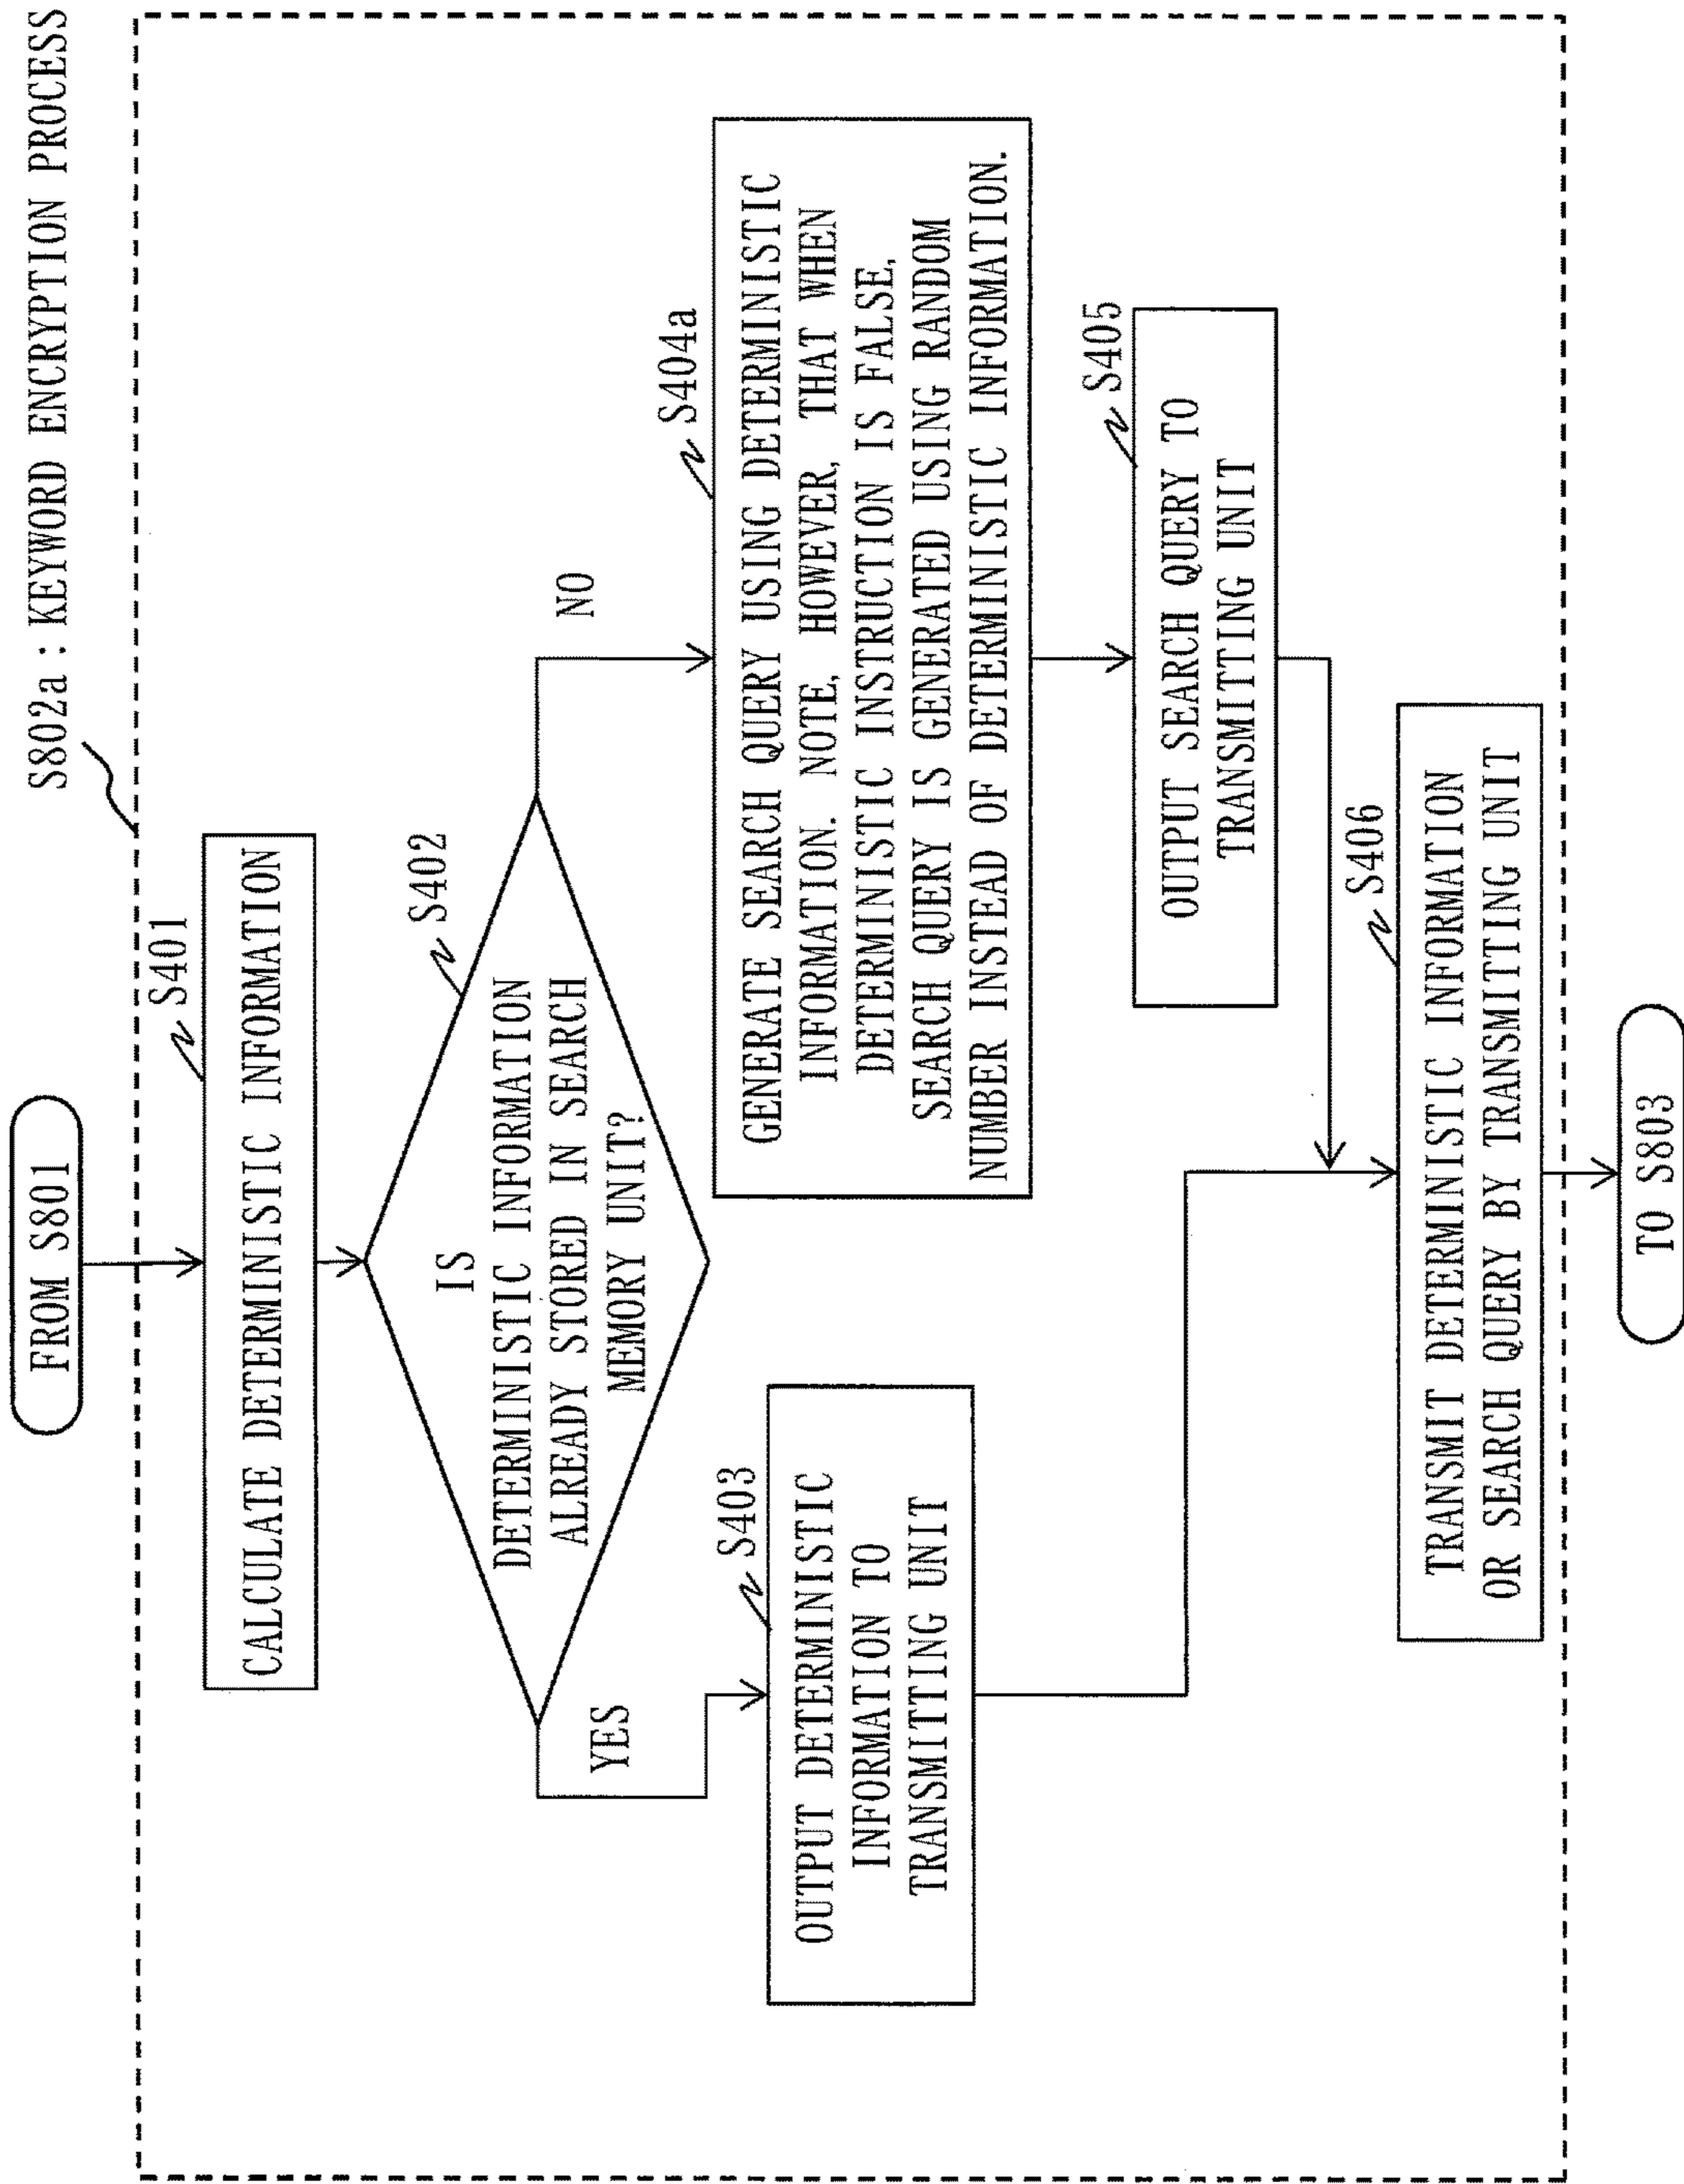 S802a : KEYWORD ENCRYPTION PROCESS
FROM S801
S401
CALCULATE DETERMINISTIC INFORMATION
S402
IS
DETERMINISTIC INFORMATION
ALREADY STORED IN SEARCH
MEMORY UNIT?
YES
NO
S403
OUTPUT DETERMINISTIC
INFORMATION TO
TRANSMITTING UNIT
S404a
GENERATE SEARCH QUERY USING DETERMINISTIC
INFORMATION. NOTE, HOWEVER, THAT WHEN
DETERMINISTIC INSTRUCTION IS FALSE,
SEARCH QUERY IS GENERATED USING RANDOM
NUMBER INSTEAD OF DETERMINISTIC INFORMATION.
S405
OUTPUT SEARCH QUERY TO
TRANSMITTING UNIT
S406
TRANSMIT DETERMINISTIC INFORMATION
OR SEARCH QUERY BY TRANSMITTING UNIT
TO S803